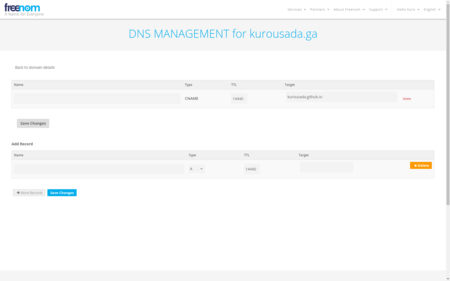 freenom
A Name for Everyone
Services Partners About Freenom Support Hello Kuro English
DNS MANAGEMENT for kurousada.ga
Back to domain details
Name Type TTL Target
CNAME 14440 kurousada.github.io Delete
Save Changes
Add Record
Name Type TTL Target
A 14440 Delete
More Records Save Changes